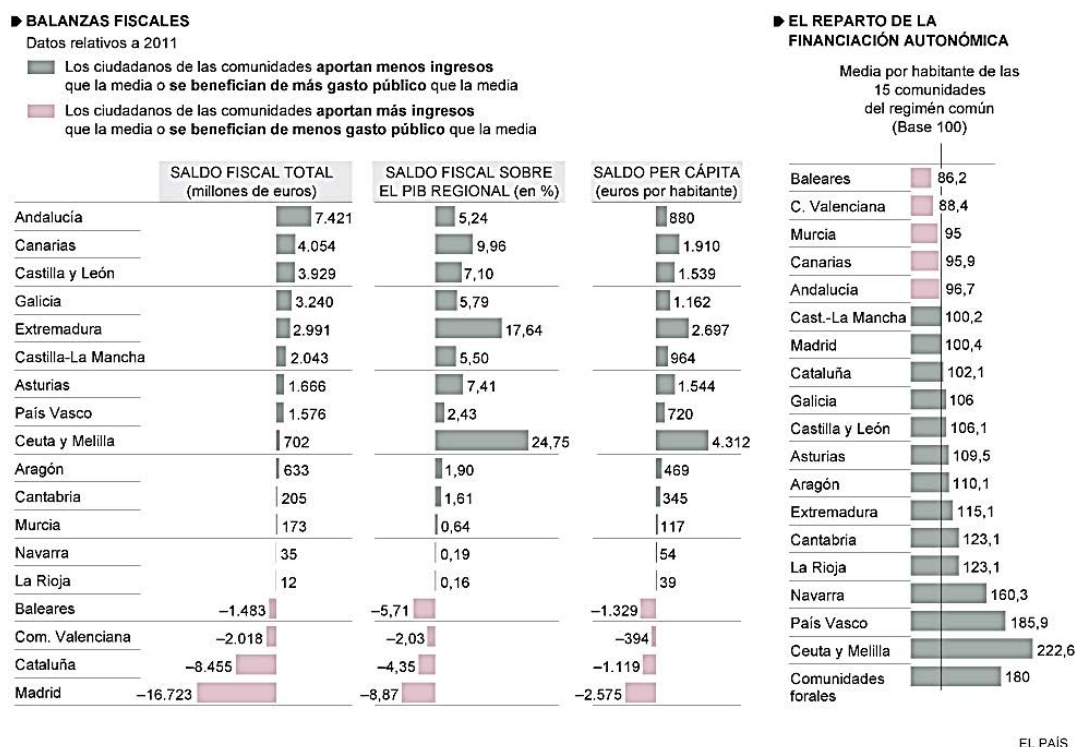 BALANZAS FISCALES
Datos relativos a 2011
Los ciudadanos de las comunidades aportan menos ingresos
que la media o se benefician de más gasto público que la media
Los ciudadanos de las comunidades aportan más ingresos
que la media o se benefician de menos gasto público que la media
SALDO FISCAL TOTAL
(millones de euros)
SALDO FISCAL SOBRE
EL PIB REGIONAL (en %)
SALDO PER CÁPITA
(euros por habitante)
Andalucía 7.421 5,24 880
Canarias 4.054 9,96 1.910
Castilla y León 3.929 7,10 1.539
Galicia 3.240 5,79 1.162
Extremadura 2.991 17,64 2.697
Castilla-La Mancha 2.043 5,50 964
Asturias 1.666 7,41 1.544
País Vasco 1.576 2,43 720
Ceuta y Melilla 702 24,75 4.312
Aragón 633 1,90 469
Cantabria 205 1,61 345
Murcia 173 0,64 117
Navarra 35 0,19 54
La Rioja 12 0,16 39
Baleares –1.483 –5,71 –1.329
Com. Valenciana –2.018 –2,03 –394
Cataluña –8.455 –4,35 –1.119
Madrid –16.723 –8,87 –2.575
EL REPARTO DE LA
FINANCIACIÓN AUTONÓMICA
Media por habitante de las
15 comunidades
del regimén común
(Base 100)
Baleares 86,2
C. Valenciana 88,4
Murcia 95
Canarias 95,9
Andalucía 96,7
Cast.-La Mancha 100,2
Madrid 100,4
Cataluña 102,1
Galicia 106
Castilla y León 106,1
Asturias 109,5
Aragón 110,1
Extremadura 115,1
Cantabria 123,1
La Rioja 123,1
Navarra 160,3
País Vasco 185,9
Ceuta y Melilla 222,6
Comunidades 180
forales
EL PAÍS